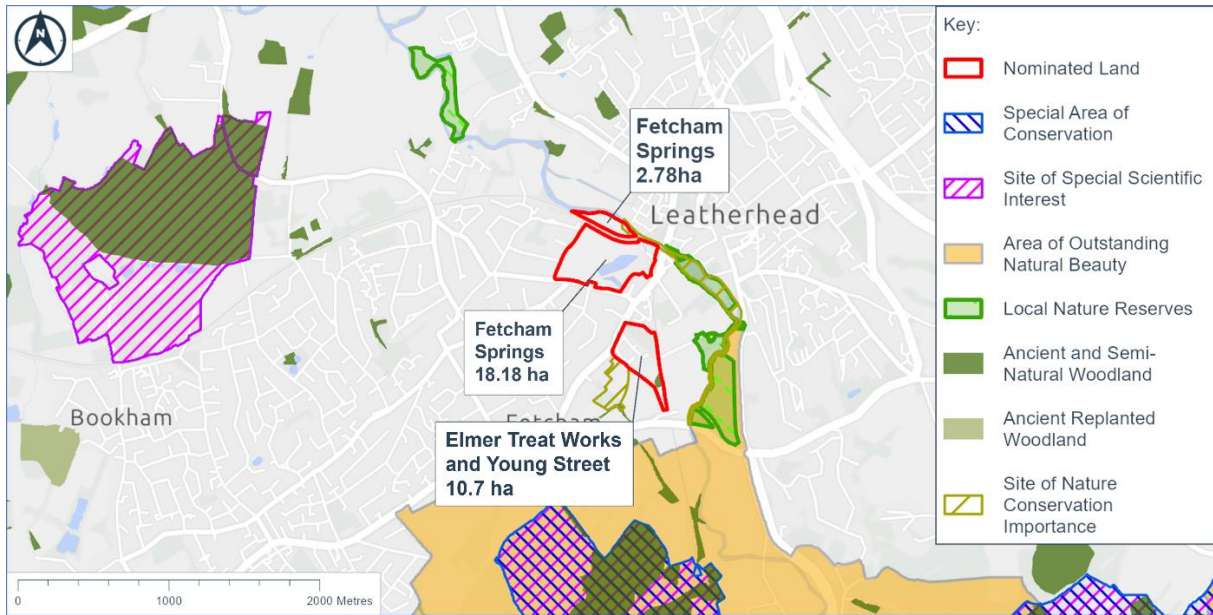 N
Fetcham
Springs
2.78ha
Leatherhead
Fetcham
Springs
18.18 ha
Bookham
Fetcham
Elmer Treat Works
and Young Street
10.7 ha
0 1000 2000 Metres
Key:
Nominated Land
Special Area of
Conservation
Site of Special Scientific
Interest
Area of Outstanding
Natural Beauty
Local Nature Reserves
Ancient and Semi-
Natural Woodland
Ancient Replanted
Woodland
Site of Nature
Conservation
Importance